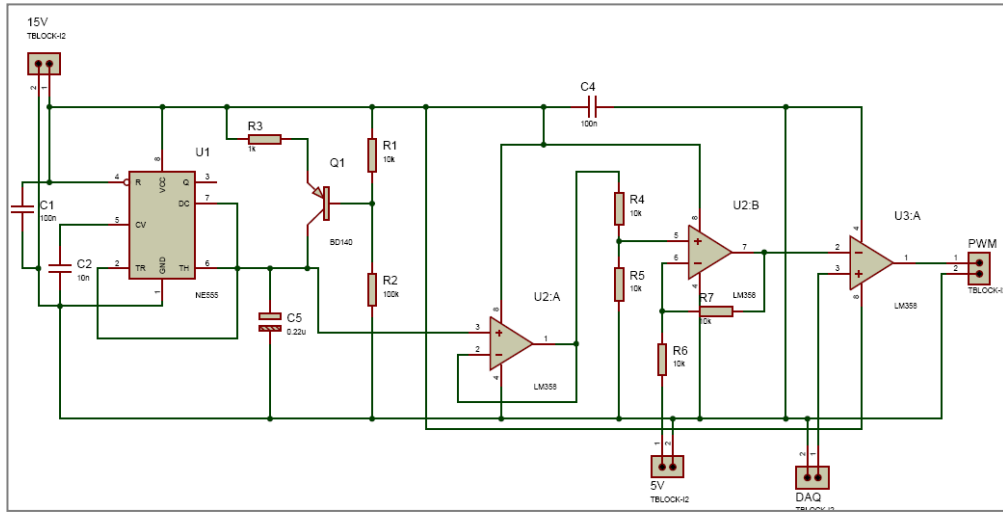 15V
TBLOCK-I2
2 1
C1
100n
C2
10n
U1
4 R
5 CV
2 TR
8 VCC
GND 1
Q 3
DC 7
TH 6
NE555
R3
1k
Q1
BD140
R1
10k
R2
100k
C5
0.22u
C4
100n
U2:A
3
2
8
4
1
LM358
R4
10k
R5
10k
U2:B
5
6
8
4
7
LM358
R7
10k
R6
10k
U3:A
2
3
4
8
1
LM358
PWM
1
2
TBLOCK-I
1 2
5V
TBLOCK-I2
2 1
DAQ
TBLOCK-I2